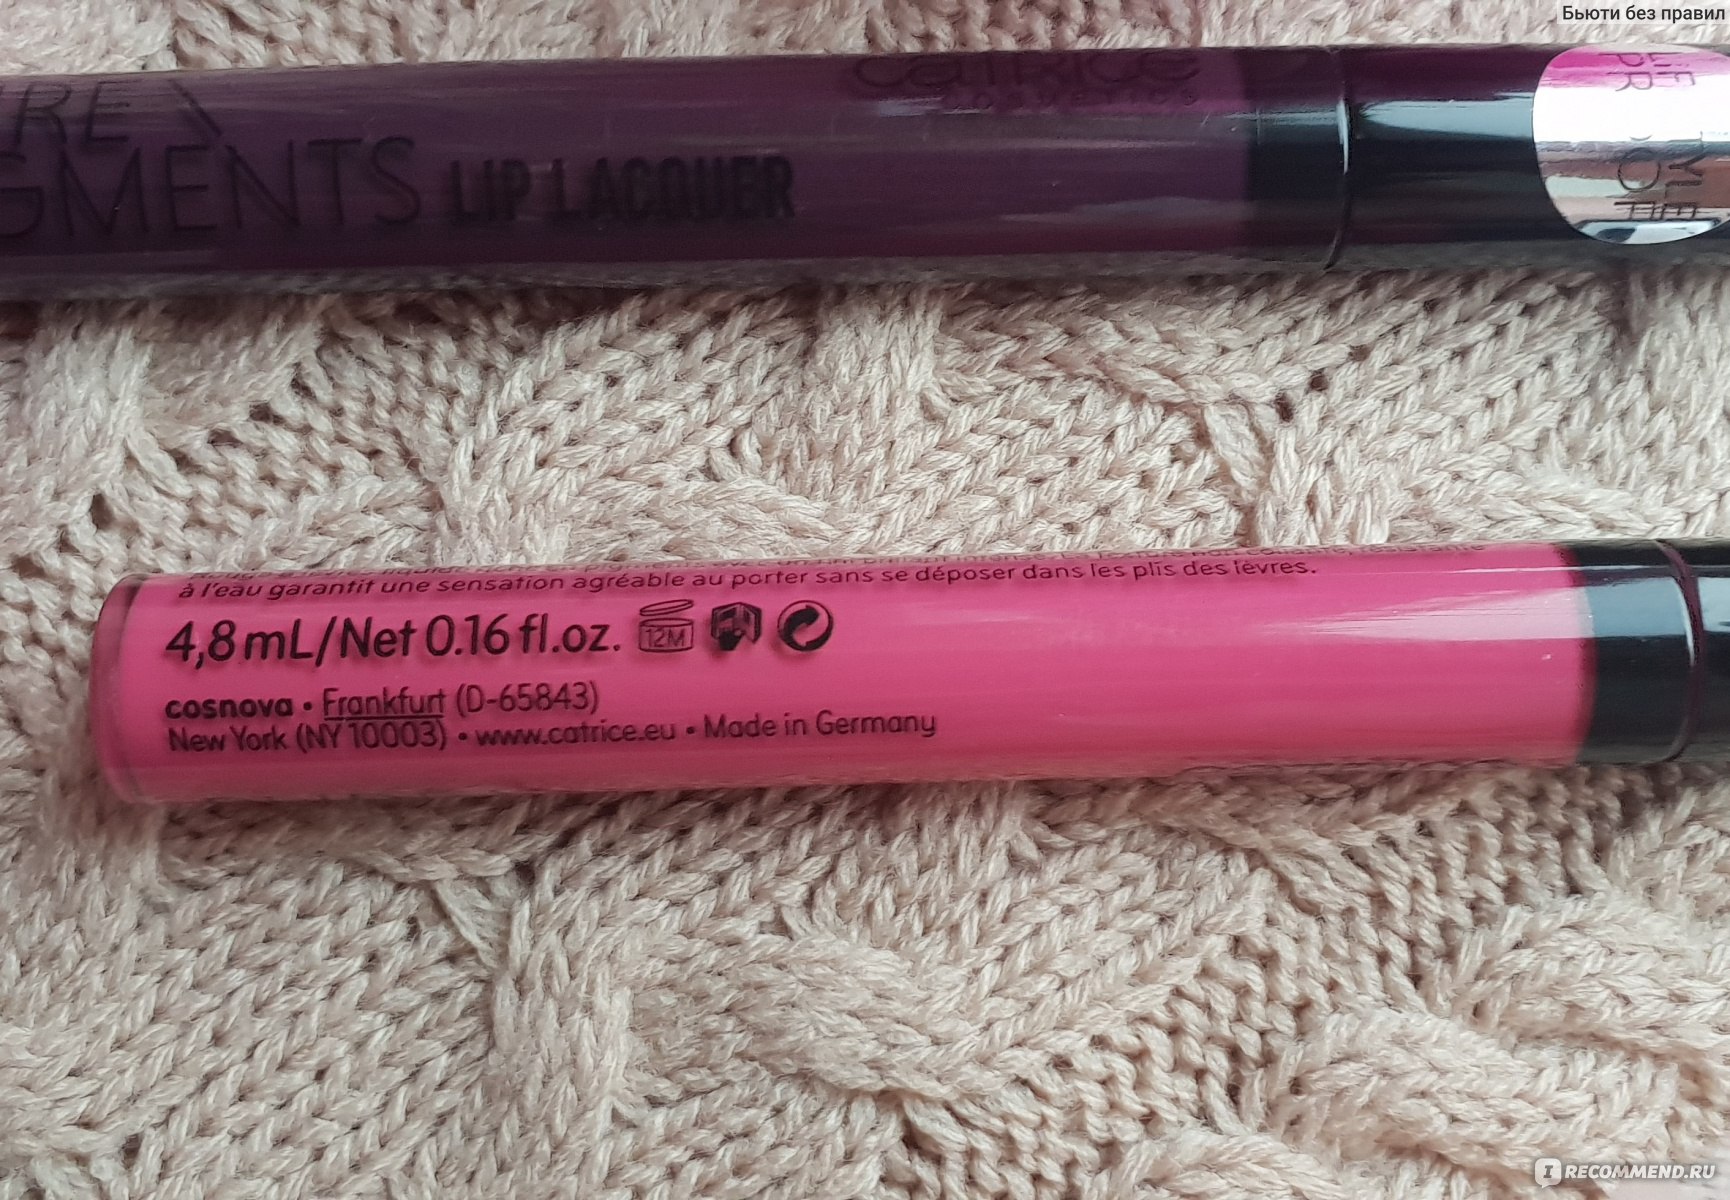 Бьюти без правил
catrice
COSMETICS
RE
GMENTS LIP LACQUER
à l'eau garantit une sensation agréable au porter sans se déposer dans les plis des lèvres.
4,8 mL/Net 0.16 fl.oz. 12M
cosnova • Frankfurt (D-65843)
New York (NY 10003) • www.catrice.eu • Made in Germany
I RECOMMEND.RU